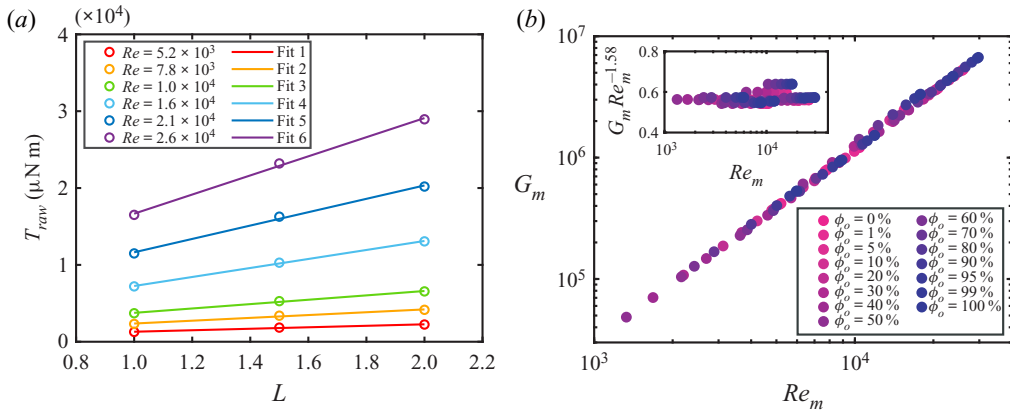 (a)
(×10⁴)
4
3
2
1
0
T_raw (μN m)
Re = 5.2 × 10³ Fit 1
Re = 7.8 × 10³ Fit 2
Re = 1.0 × 10⁴ Fit 3
Re = 1.6 × 10⁴ Fit 4
Re = 2.1 × 10⁴ Fit 5
Re = 2.6 × 10⁴ Fit 6
0.8 1.0 1.2 1.4 1.6 1.8 2.0 2.2
L
(b)
10⁷
10⁶
10⁵
G_m
0.8
0.6
0.4
G_m Re_m^−1.58
10³ 10⁴
Re_m
ϕ_o = 0 % ϕ_o = 60 %
ϕ_o = 1 % ϕ_o = 70 %
ϕ_o = 5 % ϕ_o = 80 %
ϕ_o = 10 % ϕ_o = 90 %
ϕ_o = 20 % ϕ_o = 95 %
ϕ_o = 30 % ϕ_o = 99 %
ϕ_o = 40 % ϕ_o = 100 %
ϕ_o = 50 %
10³ 10⁴
Re_m